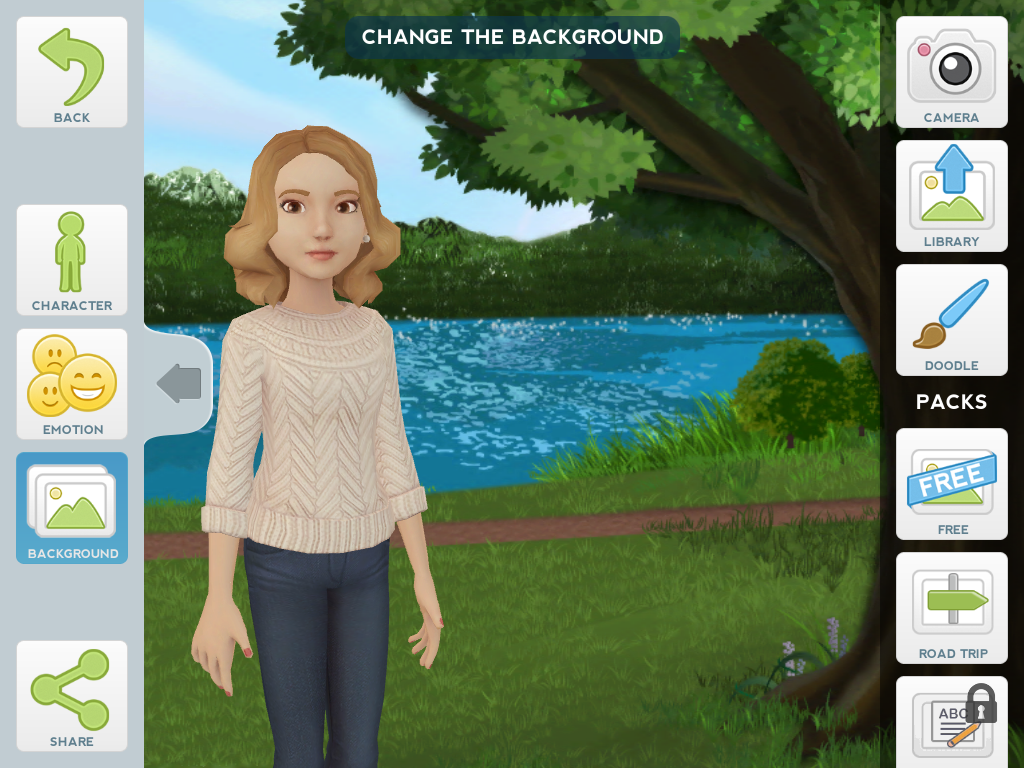 CHANGE THE BACKGROUND
BACK
CHARACTER
EMOTION
BACKGROUND
SHARE
CAMERA
LIBRARY
DOODLE
PACKS
FREE
FREE
ROAD TRIP
ABC